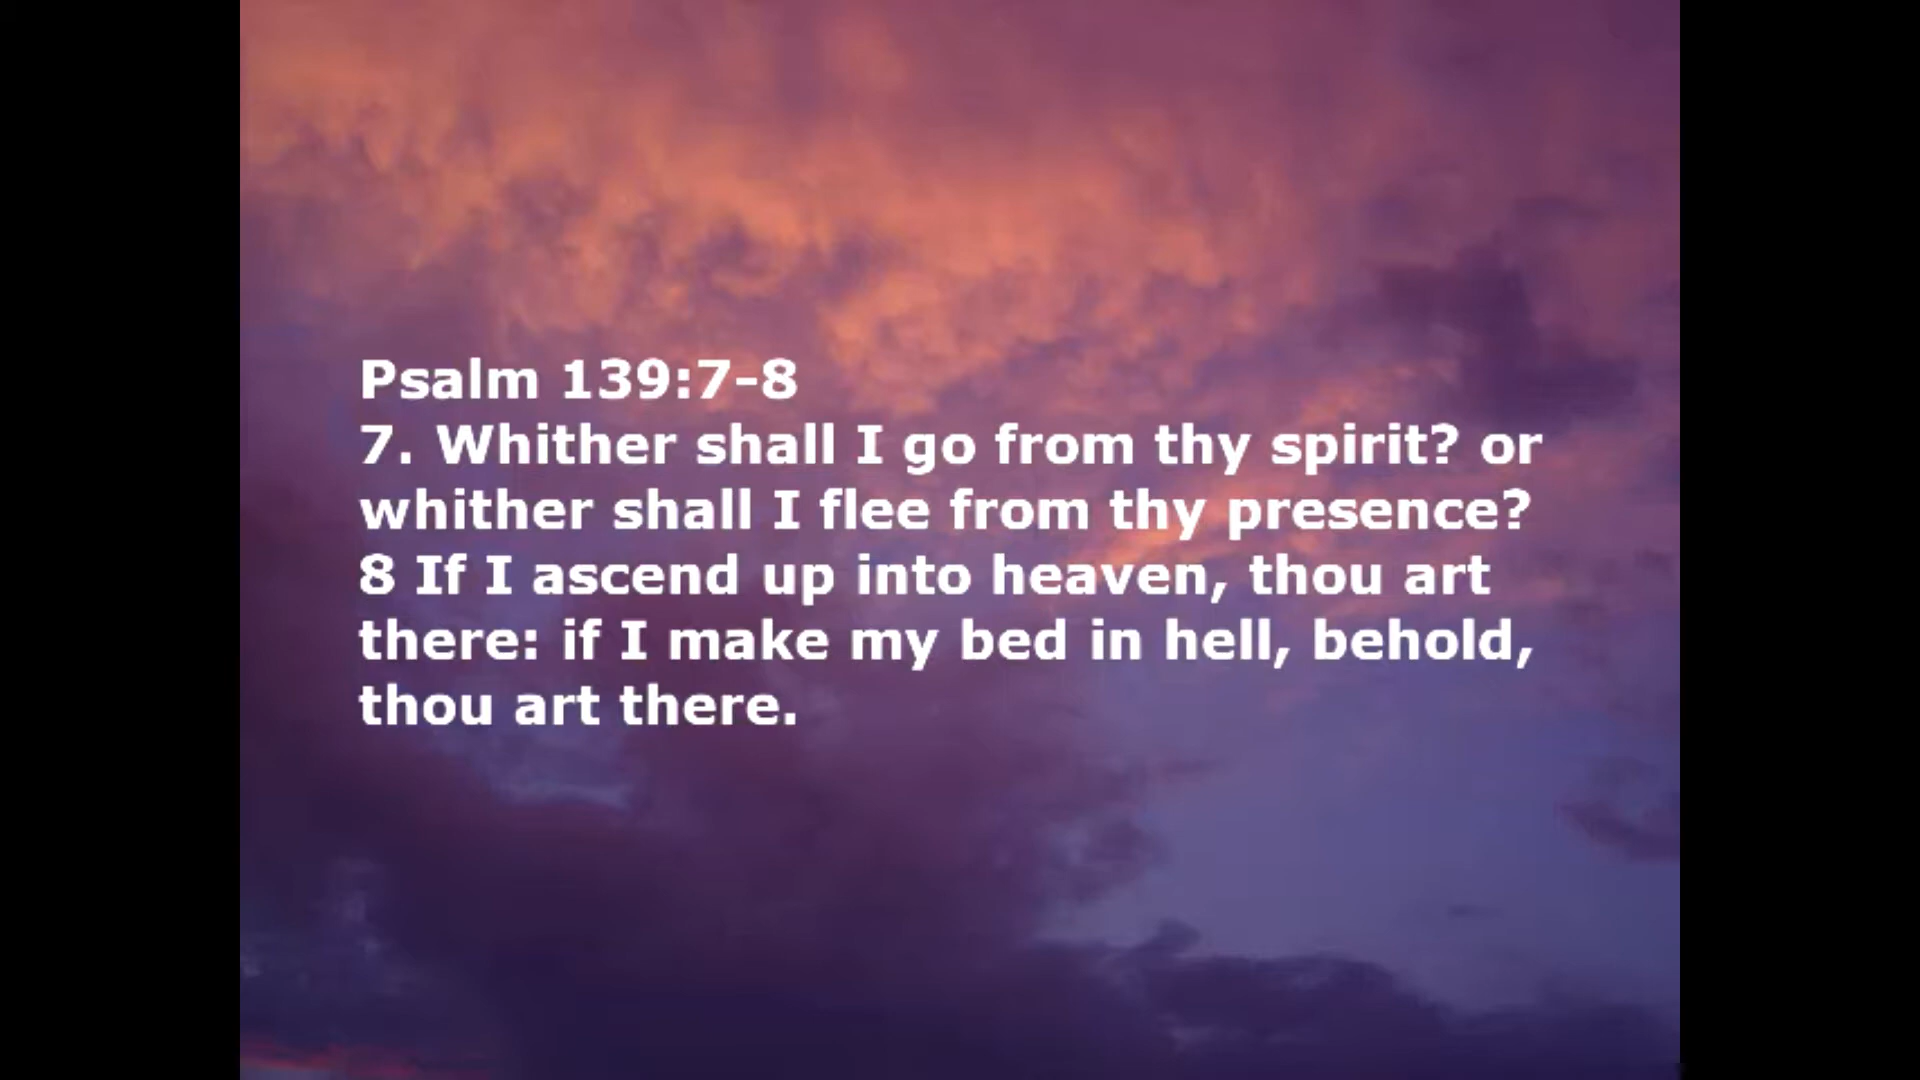 Psalm 139:7-8
7. Whither shall I go from thy spirit? or
whither shall I flee from thy presence?
8 If I ascend up into heaven, thou art
there: if I make my bed in hell, behold,
thou art there.